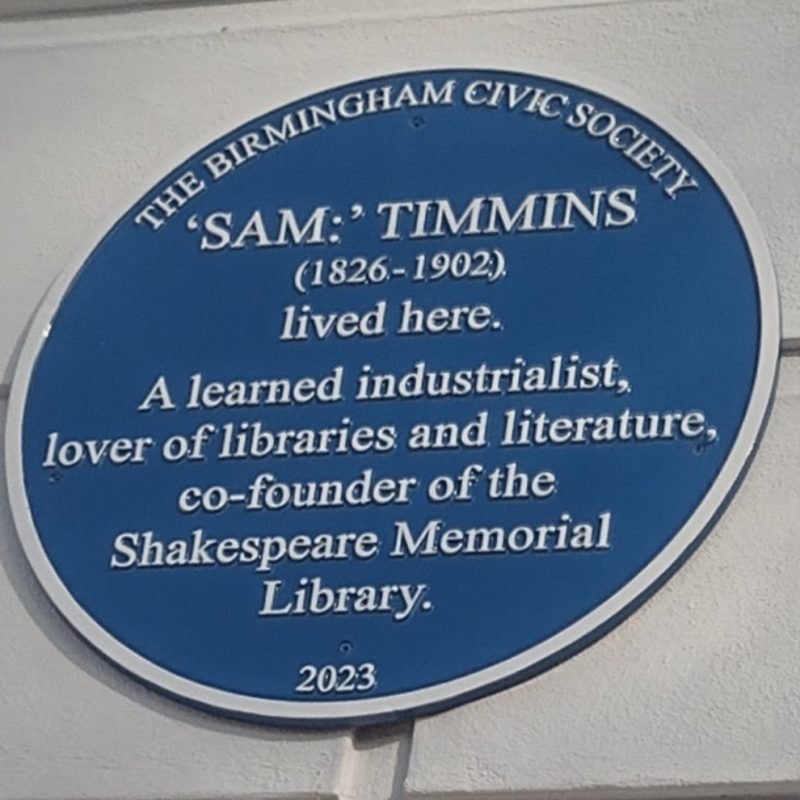 THE BIRMINGHAM CIVIC SOCIETY
‘SAM:’ TIMMINS
(1826-1902)
lived here.
A learned industrialist,
lover of libraries and literature,
co-founder of the
Shakespeare Memorial
Library.
2023